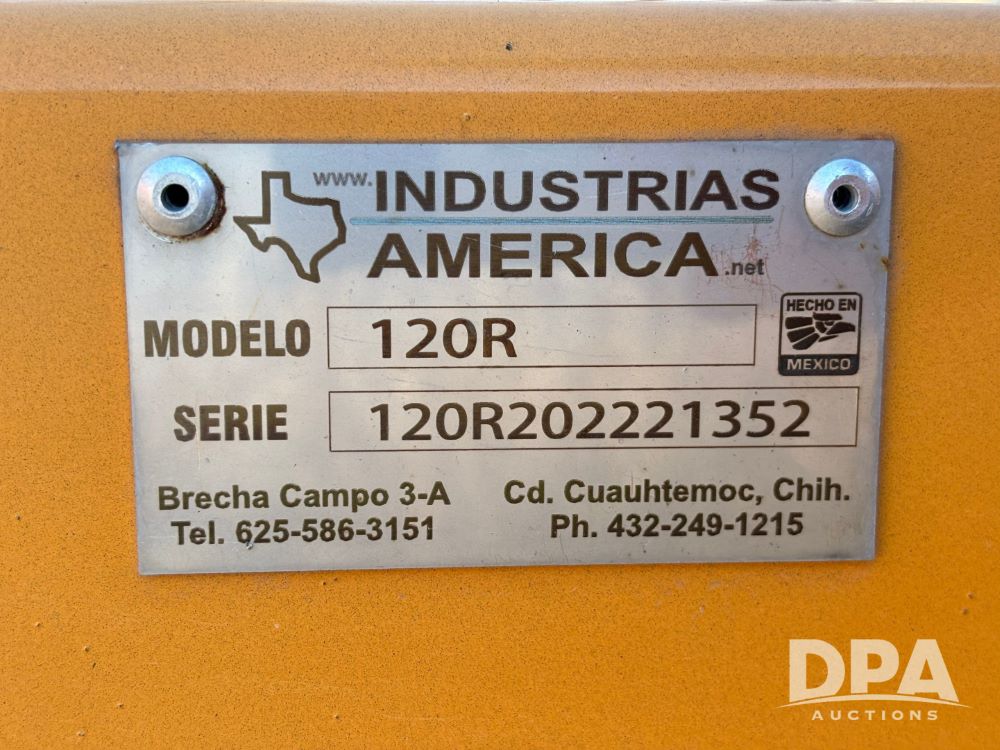 www. INDUSTRIAS
AMERICA .net
MODELO 120R
HECHO EN
MEXICO
SERIE 120R202221352
Brecha Campo 3-A Cd. Cuauhtemoc, Chih.
Tel. 625-586-3151 Ph. 432-249-1215
DPA
AUCTIONS